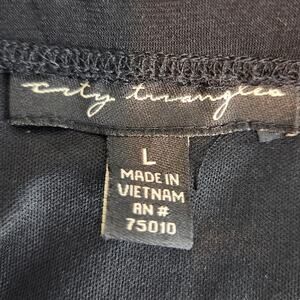 city triangles
L
MADE IN
VIETNAM
RN #
75010